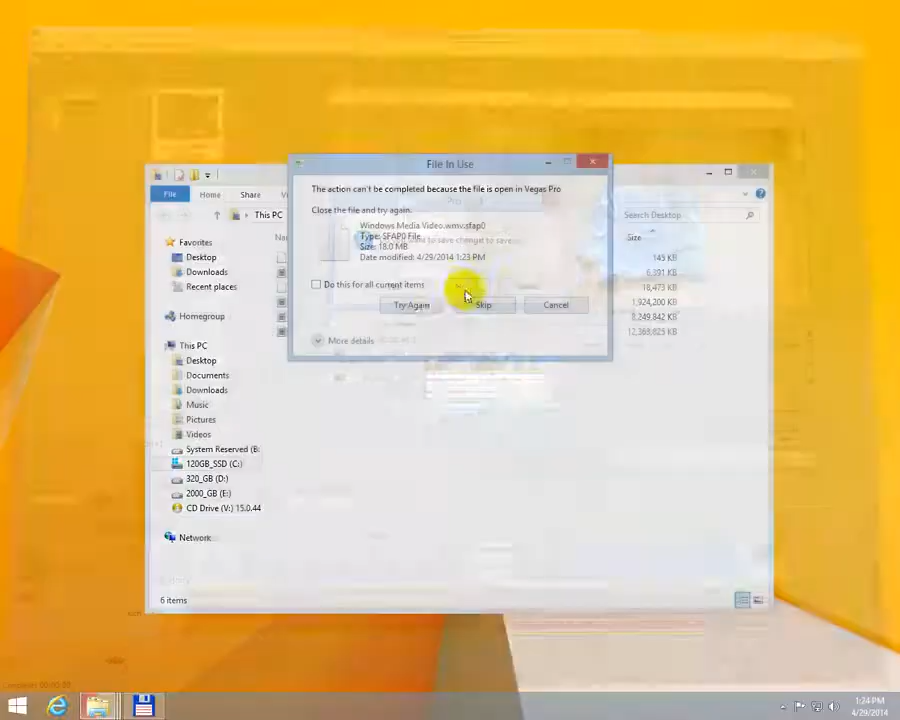 File In Use
The action can't be completed because the file is open in Vegas Pro
Close the file and try again.
Windows Media Video.wmv.sfap0
Type: SFAP0 File
Size: 18.0 MB
Date modified: 4/29/2014 1:23 PM
want to save changes to
Do this for all current items
Try Again
Skip
Cancel
More details
File
Home
Share
This PC
Search Desktop
Size
Favorites
Desktop
Downloads
Recent places
Homegroup
This PC
Desktop
Documents
Downloads
Music
Pictures
Videos
System Reserved (B:
120GB_SSD (C:)
320_GB (D:)
2000_GB (E:)
CD Drive (V:) 15.0.44
Network
145 KB
6,391 KB
18,473 KB
1,924,200 KB
8,249,842 KB
12,368,825 KB
6 items
1:24 PM
4/29/2014